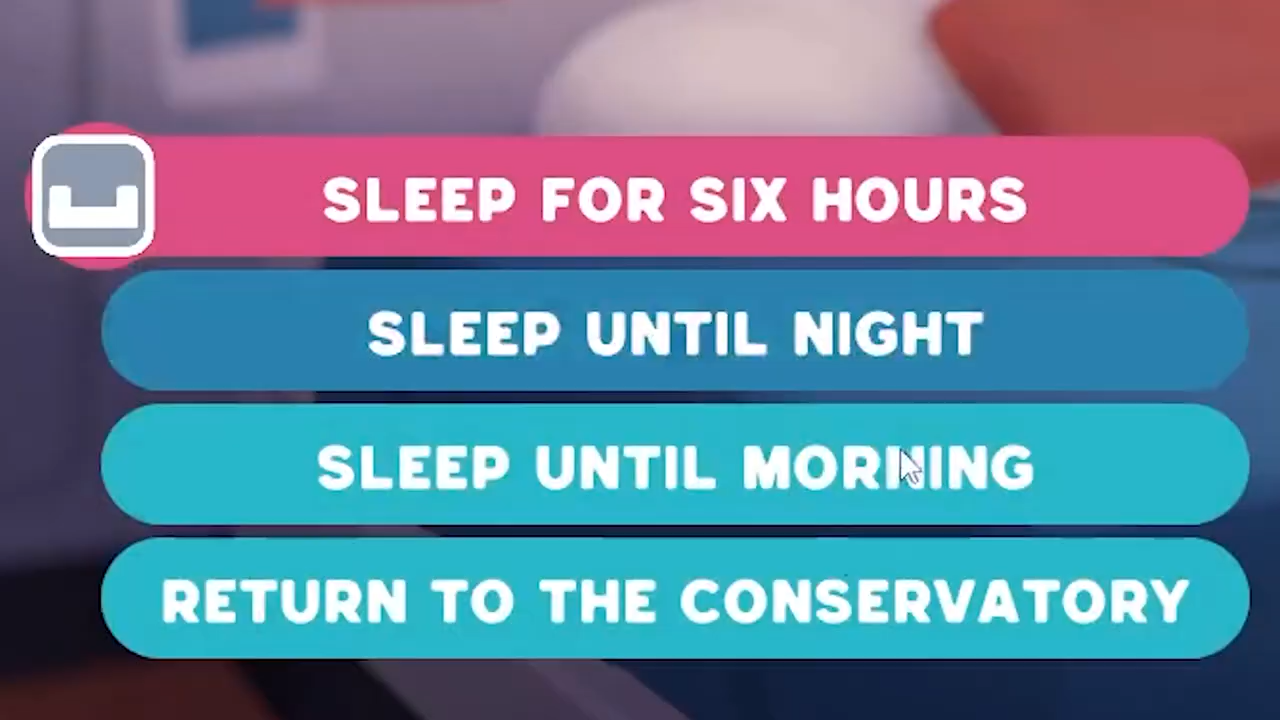 SLEEP FOR SIX HOURS
SLEEP UNTIL NIGHT
SLEEP UNTIL MORNING
RETURN TO THE CONSERVATORY